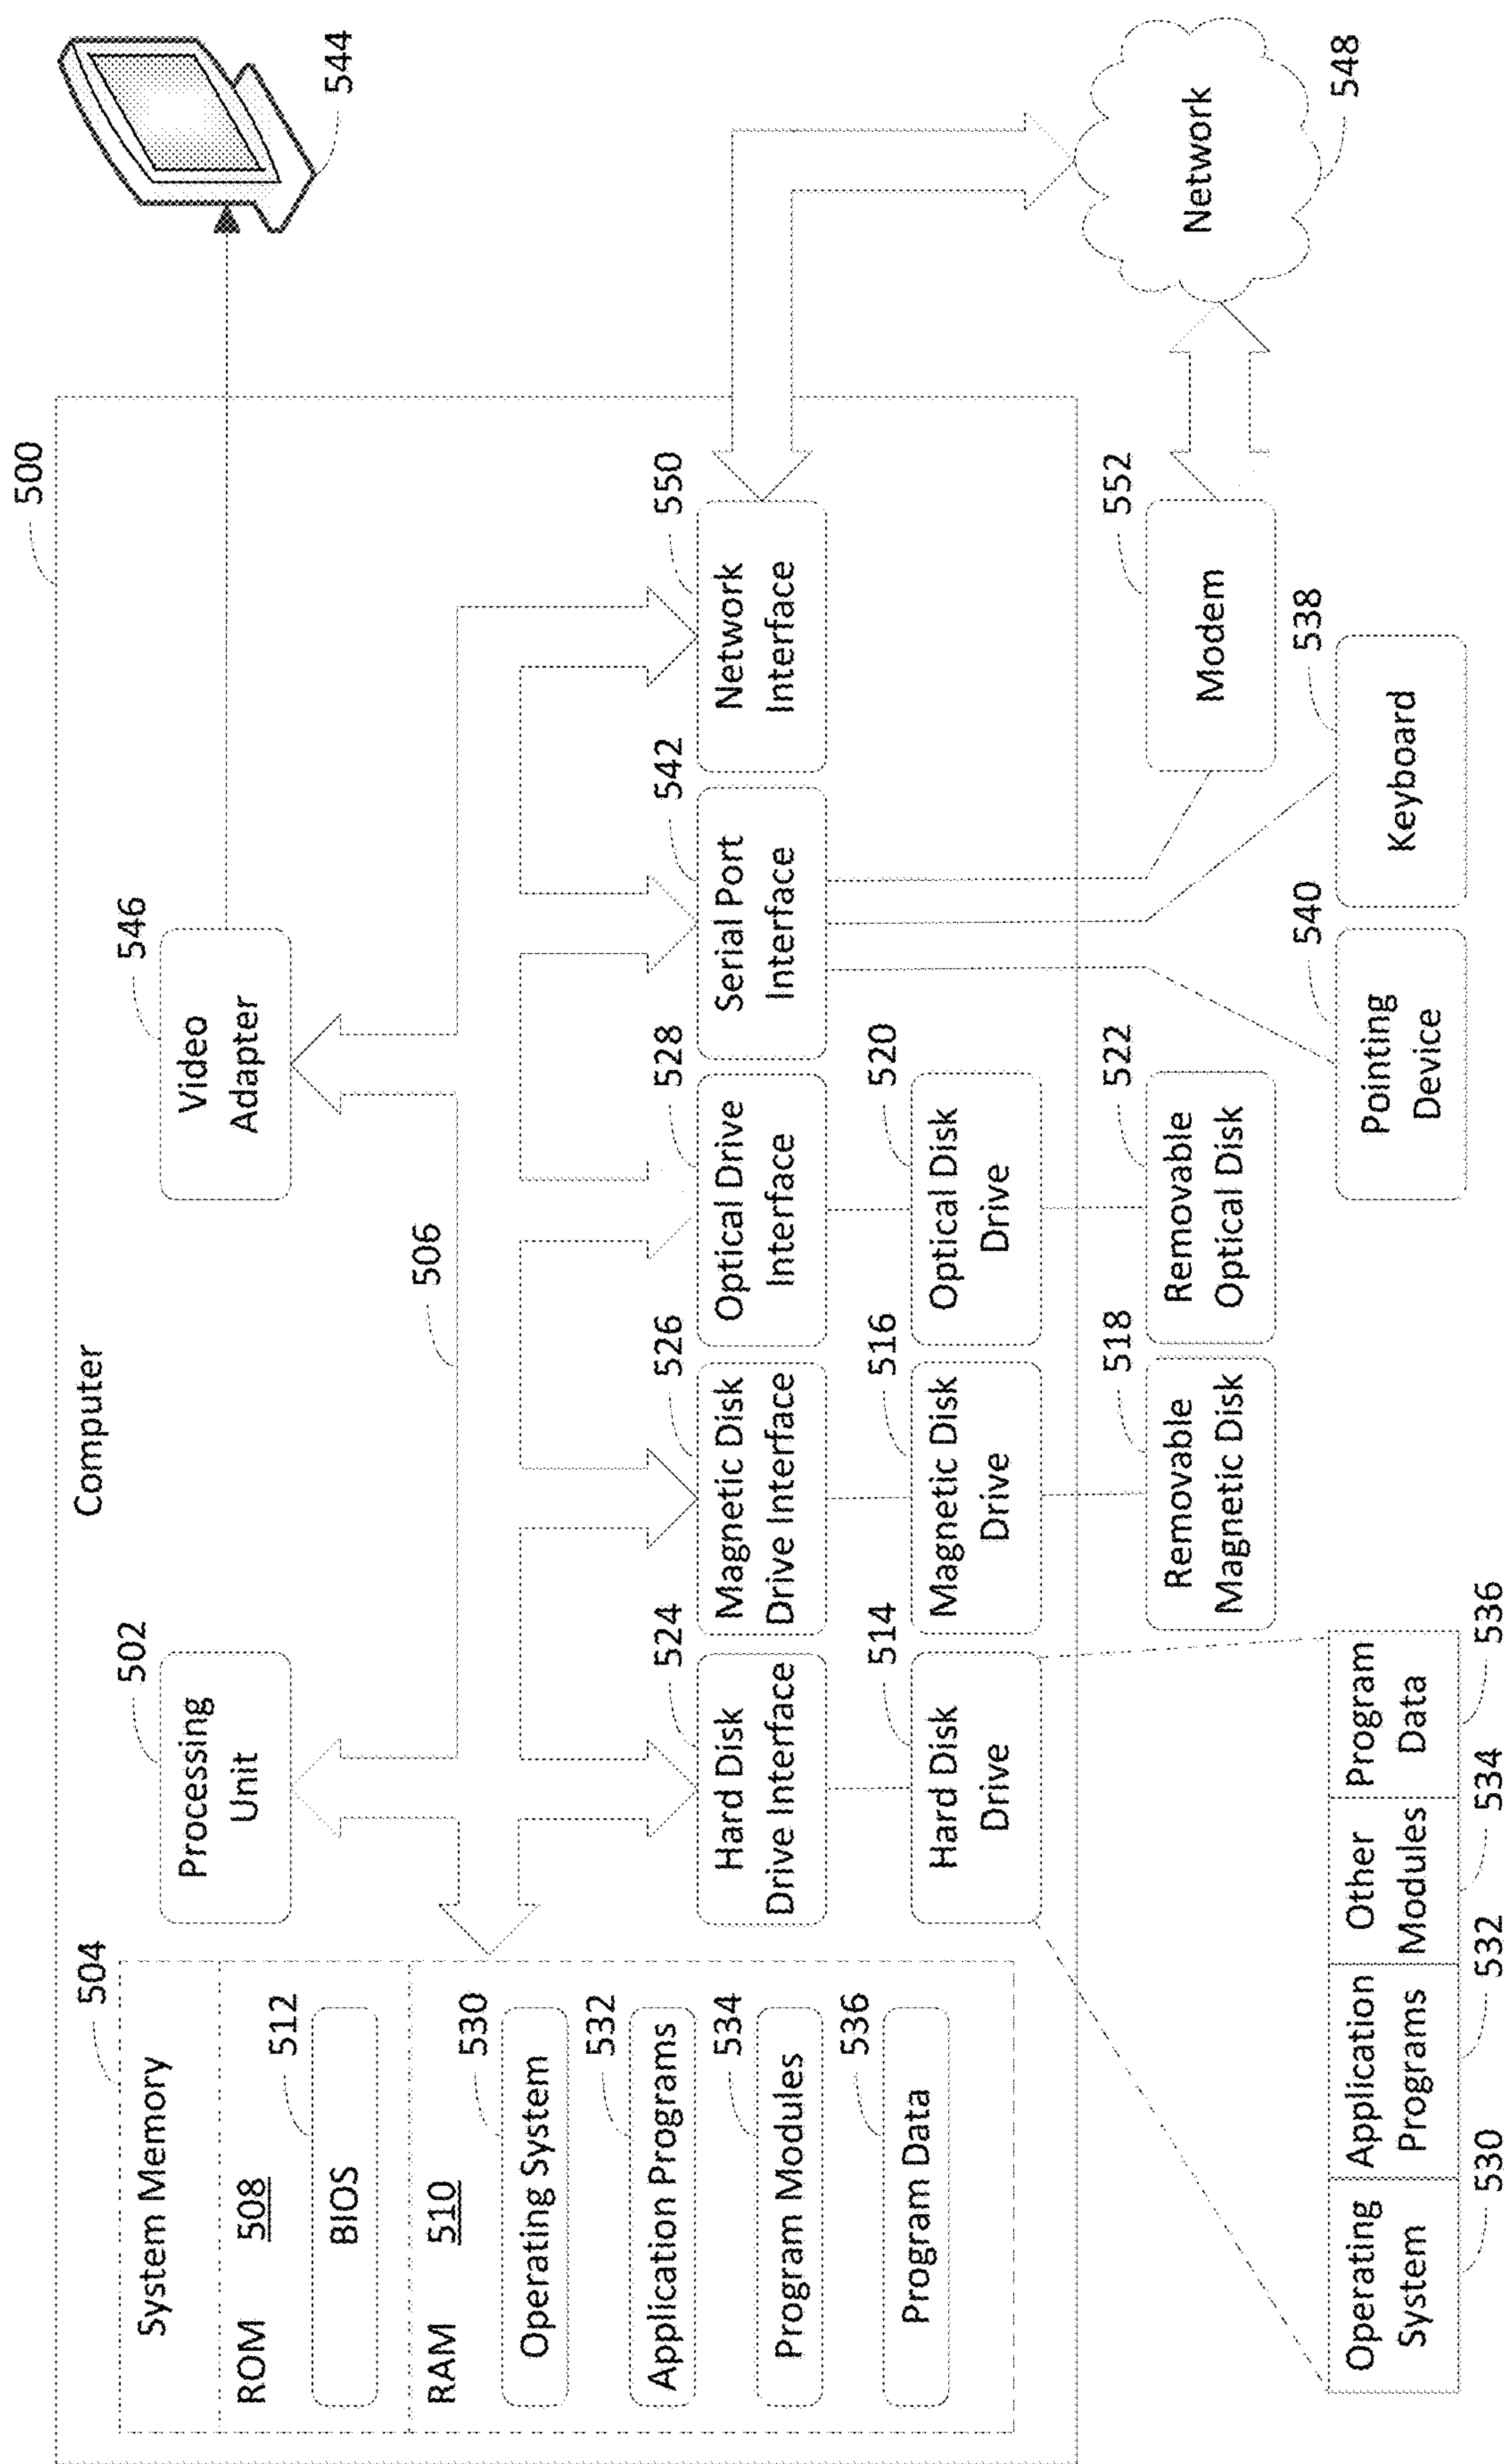 Computer
500
System Memory
504
ROM
508
BIOS
512
RAM
510
Operating System
530
Application Programs
532
Program Modules
534
Program Data
536
Processing
Unit
502
506
Video
Adapter
546
544
Hard Disk
Drive Interface
524
Magnetic Disk
Drive Interface
526
Optical Drive
Interface
528
Serial Port
Interface
542
Network
Interface
550
Hard Disk
Drive
514
Magnetic Disk
Drive
516
Optical Disk
Drive
520
Removable
Magnetic Disk
518
Removable
Optical Disk
522
Modem
552
Network
548
Pointing
Device
540
Keyboard
538
Operating
System
530
Application
Programs
532
Other
Modules
534
Program
Data
536